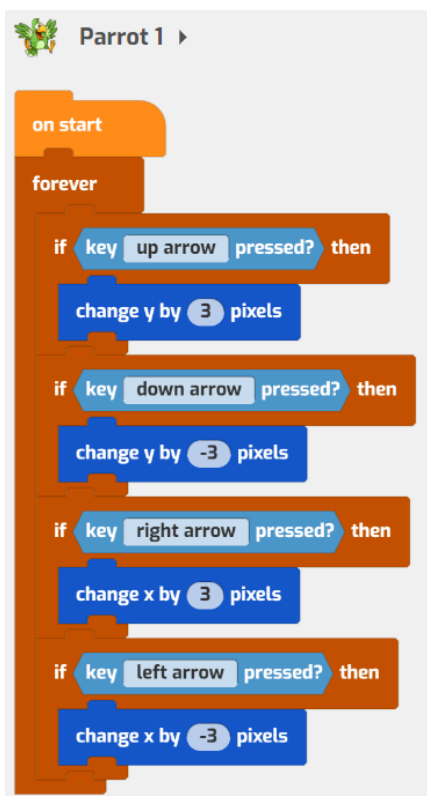 Parrot 1
on start
forever
if key up arrow pressed? then
change y by 3 pixels
if key down arrow pressed? then
change y by -3 pixels
if key right arrow pressed? then
change x by 3 pixels
if key left arrow pressed? then
change x by -3 pixels